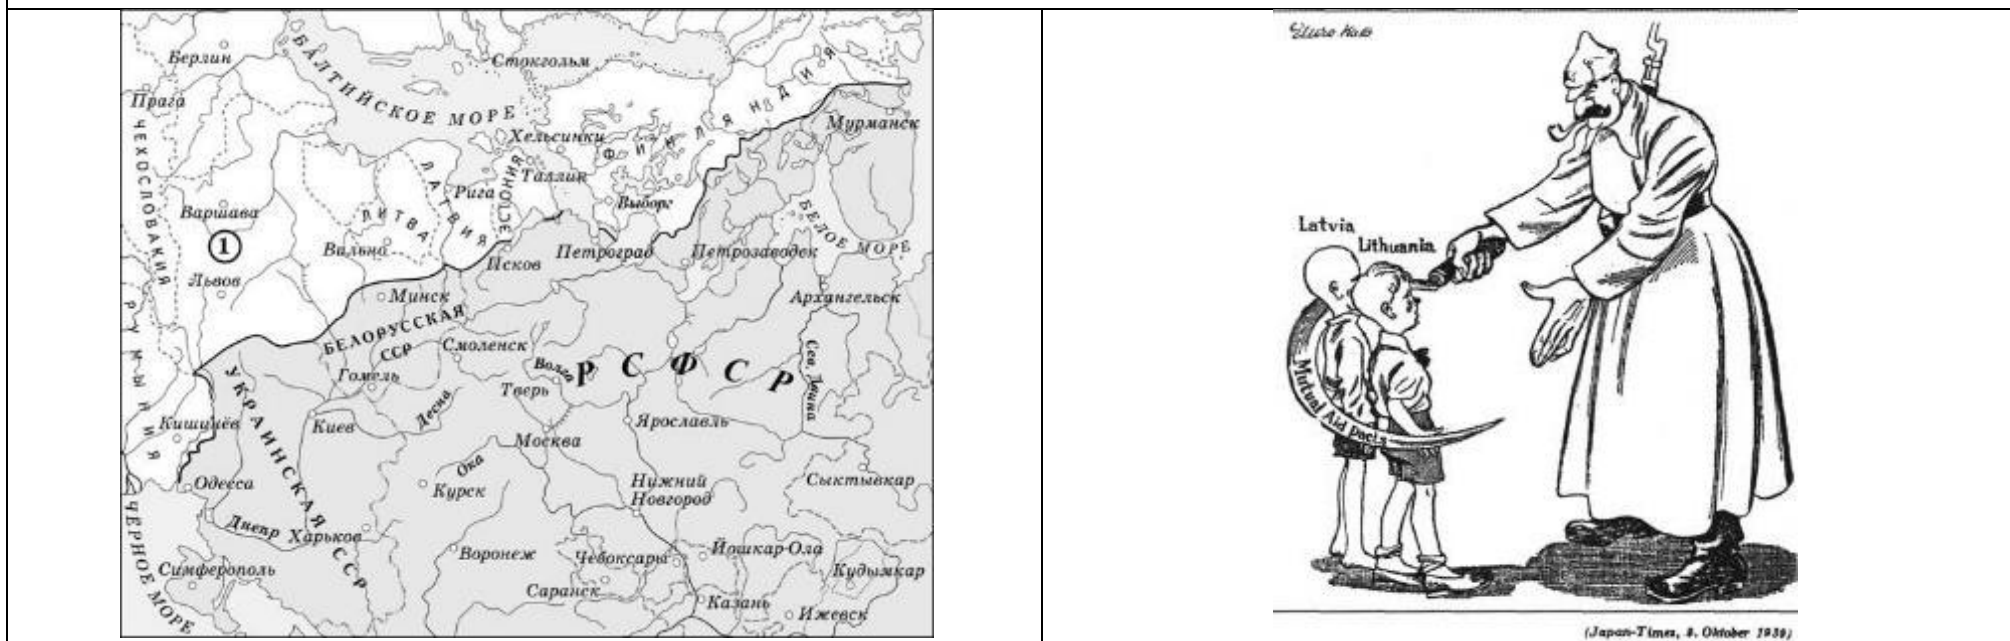 Берлин
БАЛТИЙСКОЕ МОРЕ
Стокгольм
Прага
ЧЕХОСЛОВАКИЯ
Хельсинки
ФИНЛЯНДИЯ
Мурманск
ЛАТВИЯ
Рига
ЭСТОНИЯ
Таллин
Выборг
Варшава
ЛИТВА
БЕЛОЕ МОРЕ
1
Вильно
Псков
Петроград
Петрозаводск
Львов
Минск
Архангельск
РУМЫНИЯ
БЕЛОРУССКАЯ
ССР
Смоленск
Волга
РСФСР
Сев. Двина
Гомель
Тверь
УКРАИНСКАЯ ССР
Кишинёв
Киев
Десна
Москва
Ярославль
Ока
Одесса
Курск
Нижний
Новгород
Сыктывкар
ЧЕРНОЕ МОРЕ
Днепр
Харьков
Воронеж
Чебоксары
Йошкар-Ола
Симферополь
Кудымкар
Саранск
Казань
Ижевск
Latvia
Lithuania
Mutual Aid pacts
(Japan-Times, 8. Oktober 1939)